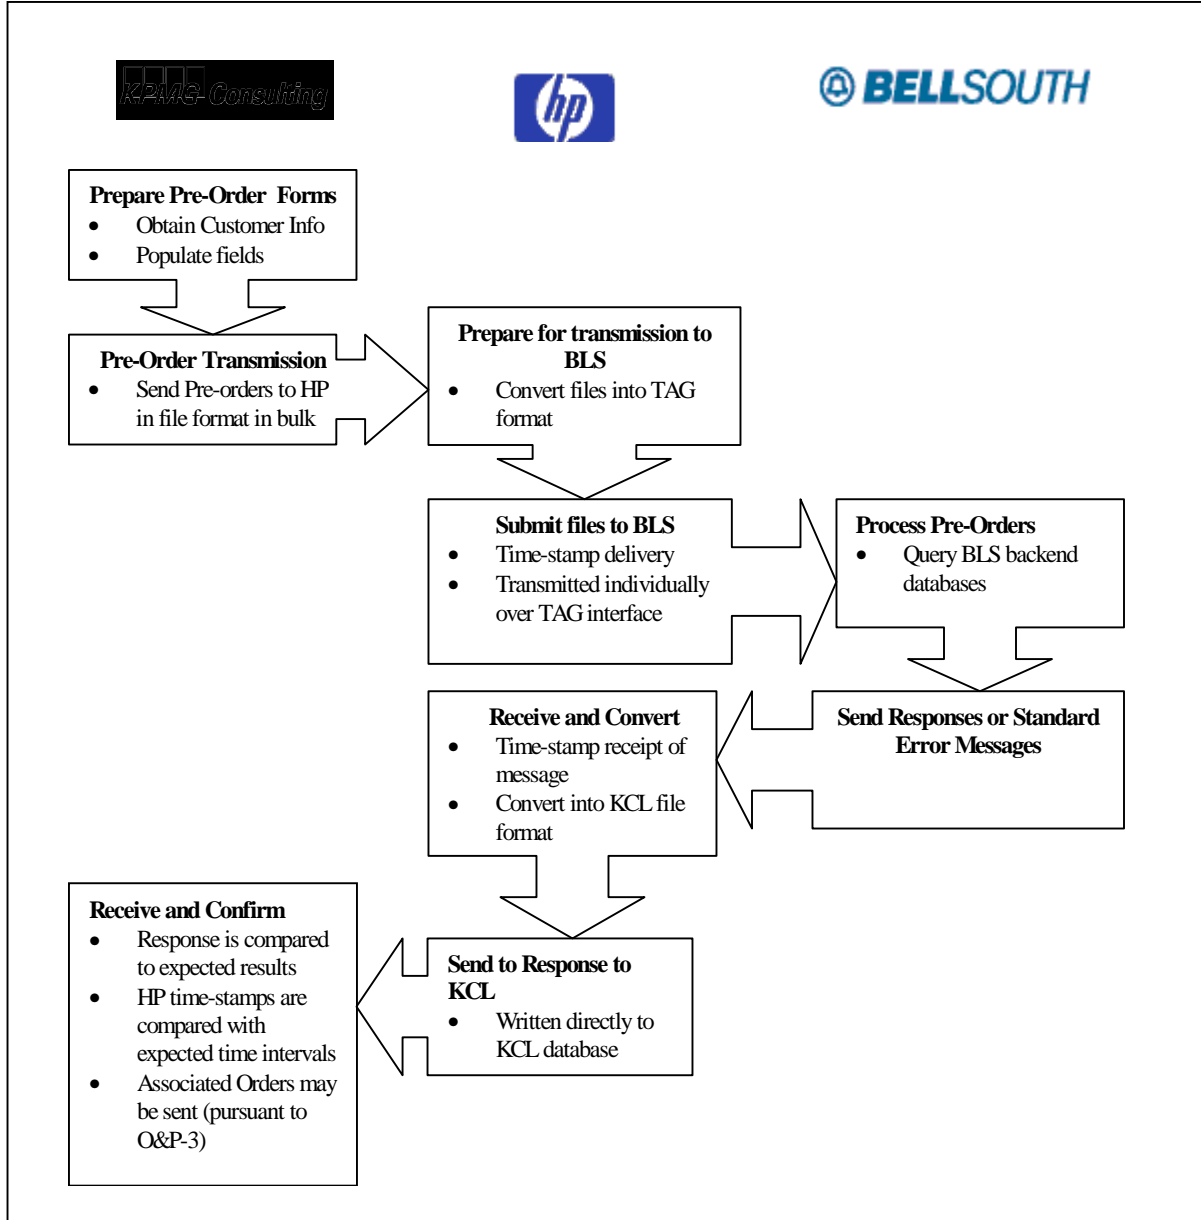 KPMG Consulting
hp
BELLSOUTH
Prepare Pre-Order Forms
• Obtain Customer Info
• Populate fields
Pre-Order Transmission
• Send Pre-orders to HP
in file format in bulk
Prepare for transmission to
BLS
• Convert files into TAG
format
Submit files to BLS
• Time-stamp delivery
• Transmitted individually
over TAG interface
Process Pre-Orders
• Query BLS backend
databases
Send Responses or Standard
Error Messages
Receive and Convert
• Time-stamp receipt of
message
• Convert into KCL file
format
Send to Response to
KCL
• Written directly to
KCL database
Receive and Confirm
• Response is compared
to expected results
• HP time-stamps are
compared with
expected time intervals
• Associated Orders may
be sent (pursuant to
O&P-3)